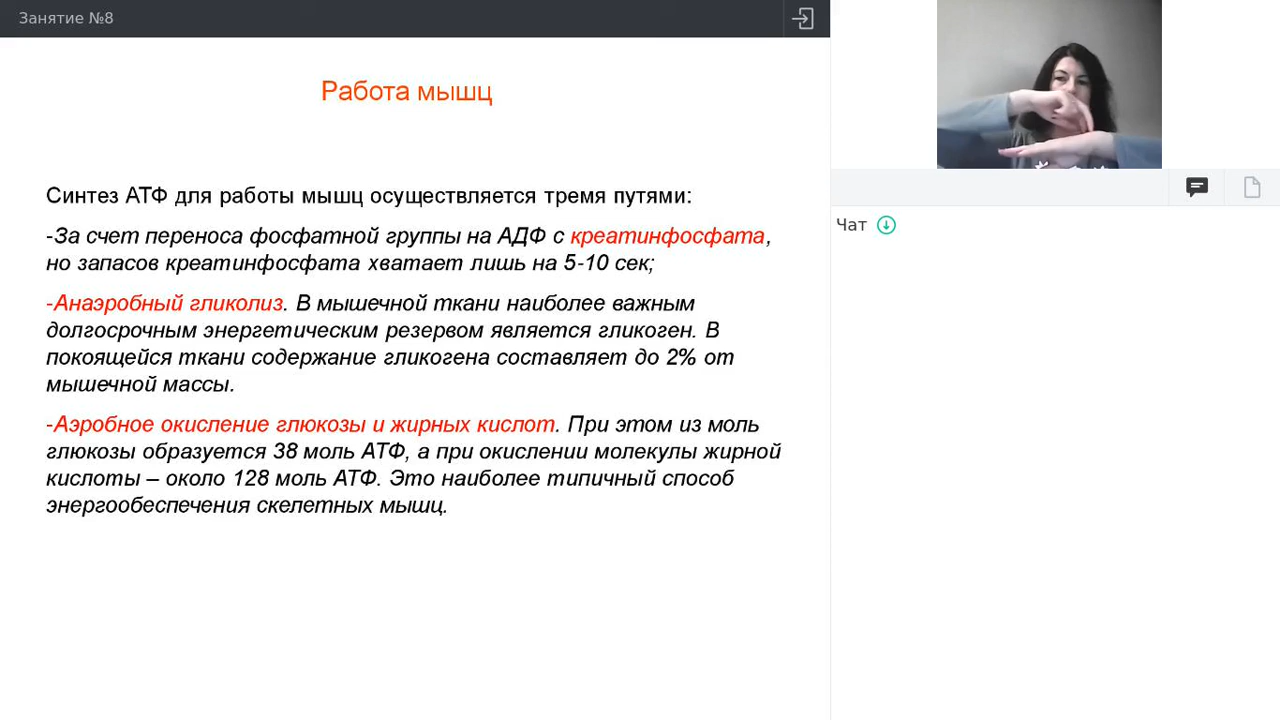 Занятие №8
Работа мышц
Синтез АТФ для работы мышц осуществляется тремя путями:
-За счет переноса фосфатной группы на АДФ с креатинфосфата,
но запасов креатинфосфата хватает лишь на 5-10 сек;
-Анаэробный гликолиз. В мышечной ткани наиболее важным
долгосрочным энергетическим резервом является гликоген. В
покоящейся ткани содержание гликогена составляет до 2% от
мышечной массы.
-Аэробное окисление глюкозы и жирных кислот. При этом из моль
глюкозы образуется 38 моль АТФ, а при окислении молекулы жирной
кислоты – около 128 моль АТФ. Это наиболее типичный способ
энергообеспечения скелетных мышц.
Чат